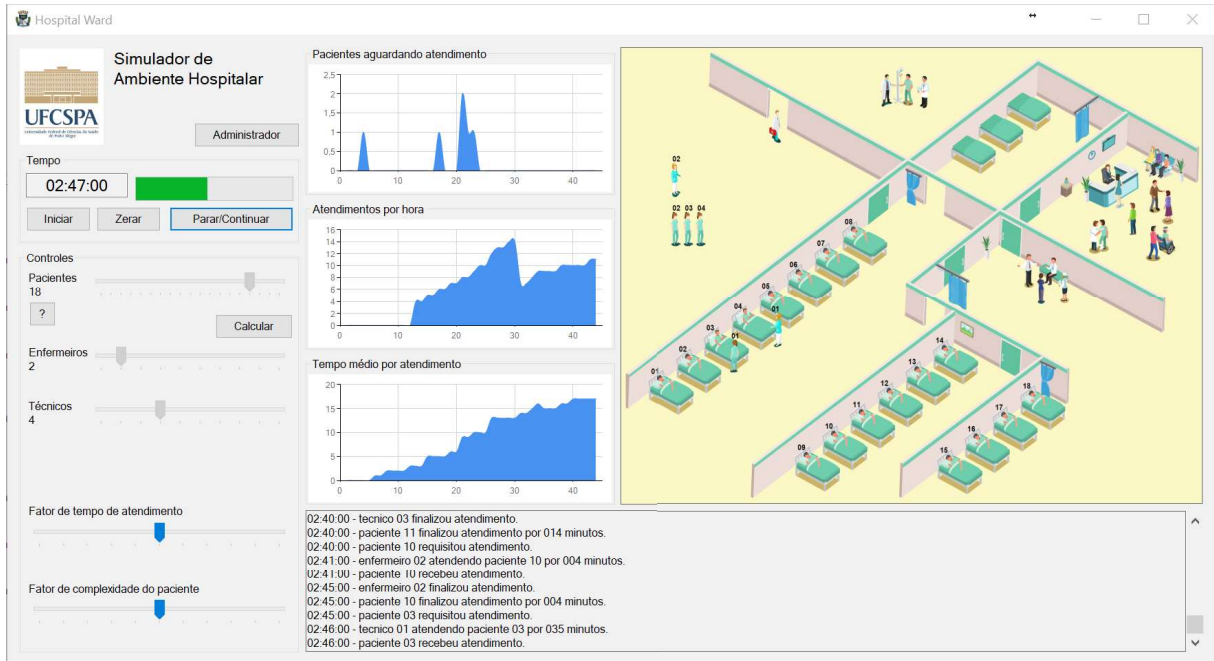 Hospital Ward
UFCSPA
Universidade Federal de Ciências da Saúde
de Porto Alegre
Simulador de
Ambiente Hospitalar
Administrador
Tempo
02:47:00
Iniciar
Zerar
Parar/Continuar
Controles
Pacientes
18
?
Calcular
Enfermeiros
2
Técnicos
4
Fator de tempo de atendimento
Fator de complexidade do paciente
Pacientes aguardando atendimento
2,5
2
1,5
1
0,5
0
0 10 20 30 40
Atendimentos por hora
16
14
12
10
8
6
4
2
0
0 10 20 30 40
Tempo médio por atendimento
20
15
10
5
0
0 10 20 30 40
02
02 03 04
08
07
06
05
04
01
03
01
02
01
14
13
12
11
10
09
18
17
16
15
02:40:00 - tecnico 03 finalizou atendimento.
02:40:00 - paciente 11 finalizou atendimento por 014 minutos.
02:40:00 - paciente 10 requisitou atendimento.
02:41:00 - enfermeiro 02 atendendo paciente 10 por 004 minutos.
02:41:00 - paciente 10 recebeu atendimento.
02:45:00 - enfermeiro 02 finalizou atendimento.
02:45:00 - paciente 10 finalizou atendimento por 004 minutos.
02:45:00 - paciente 03 requisitou atendimento.
02:46:00 - tecnico 01 atendendo paciente 03 por 035 minutos.
02:46:00 - paciente 03 recebeu atendimento.